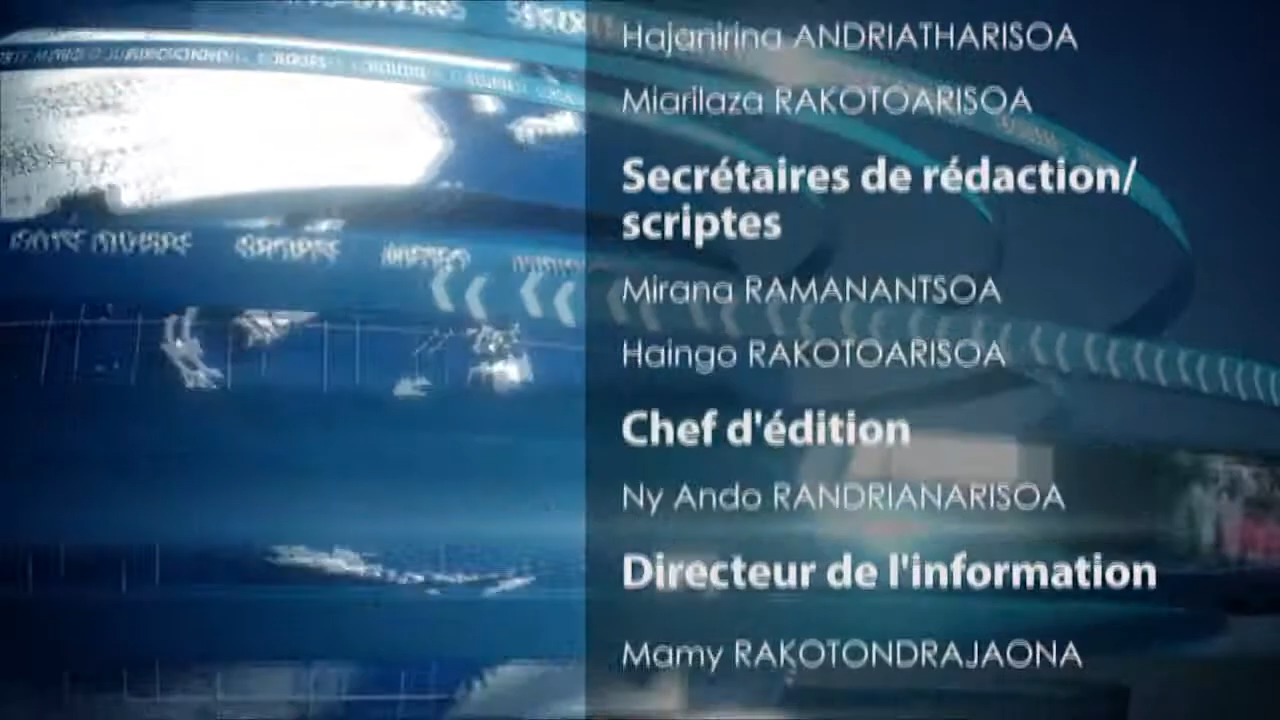 Hajanirina ANDRIATHARISOA
Miarilaza RAKOTOARISOA
Secrétaires de rédaction/
scriptes
Mirana RAMANANTSOA
Haingo RAKOTOARISOA
Chef d'édition
Ny Ando RANDRIANARISOA
Directeur de l'information
Mamy RAKOTONDRAJAONA